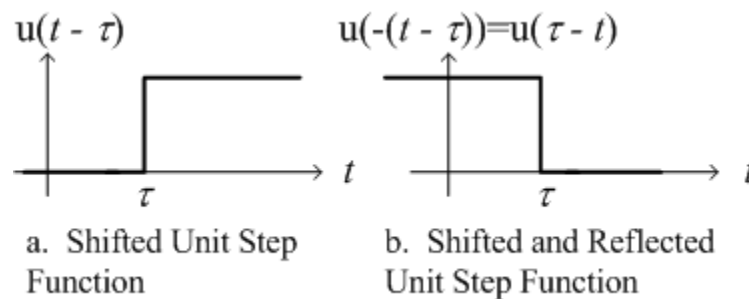 u(t - τ)
u(-(t - τ))=u(τ - t)
τ
t
τ
t
a. Shifted Unit Step
Function
b. Shifted and Reflected
Unit Step Function